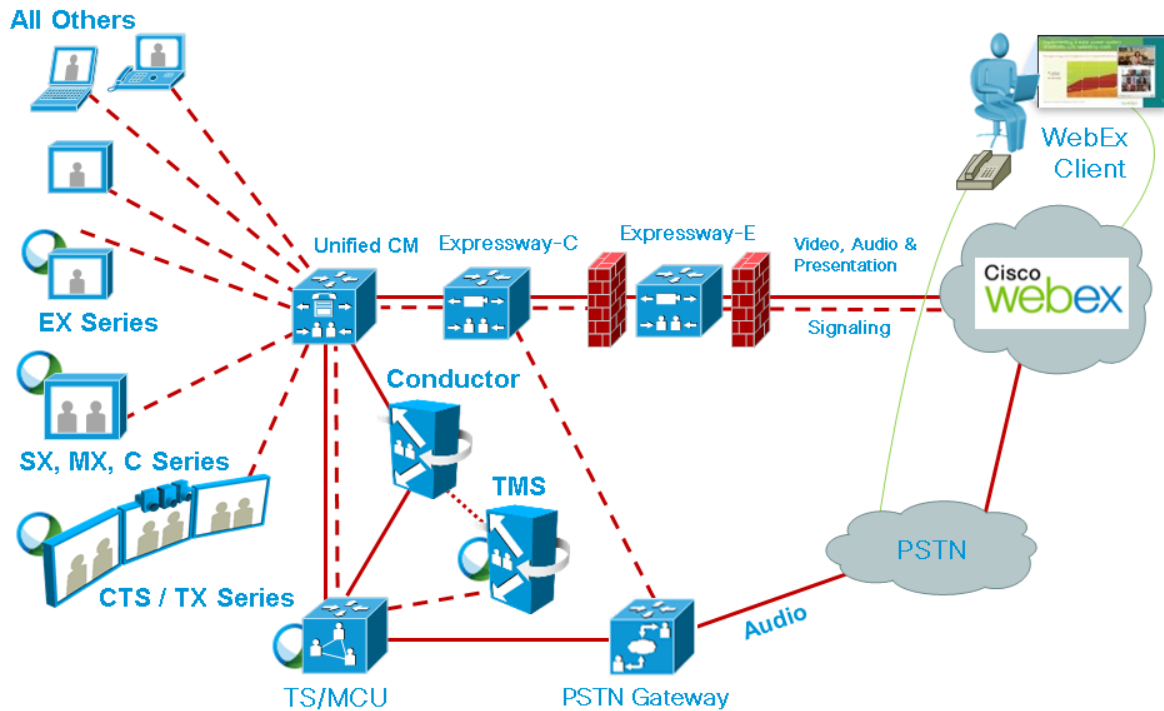 All Others
EX Series
SX, MX, C Series
CTS / TX Series
Unified CM
Expressway-C
Expressway-E
Video, Audio &
Presentation
Signaling
WebEx
Client
Cisco
webex
Conductor
TMS
TS/MCU
PSTN Gateway
Audio
PSTN